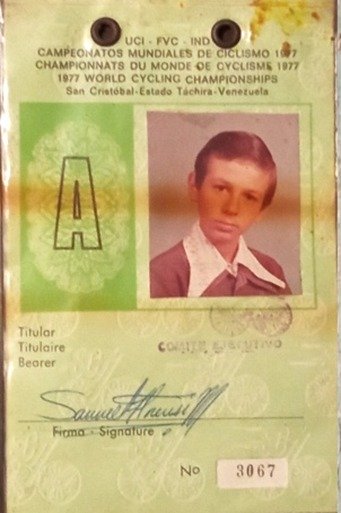 UCI - FVC - IND
CAMPEONATOS MUNDIALES DE CICLISMO 1977
CHAMPIONNATS DU MONDE DE CYCLISME 1977
1977 WORLD CYCLING CHAMPIONSHIPS
San Cristóbal-Estado Táchira-Venezuela
A
Titular
Titulaire
Bearer
COMITE EJECUTIVO
Samuel
Firma - Signature
No 3067